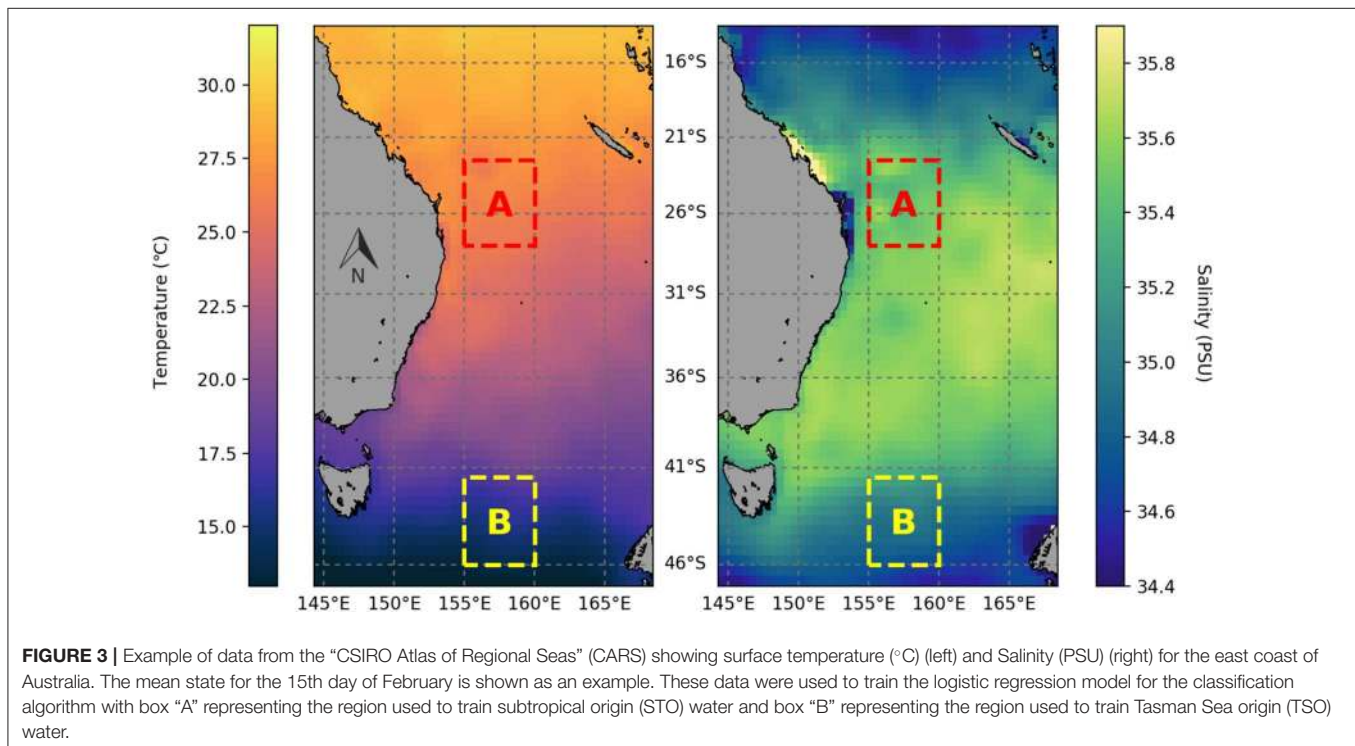 30.0
27.5
25.0
22.5
20.0
17.5
15.0
Temperature (°C)
A
B
N
145°E 150°E 155°E 160°E 165°E
16°S
21°S
26°S
31°S
36°S
41°S
46°S
A
B
145°E 150°E 155°E 160°E 165°E
35.8
35.6
35.4
35.2
35.0
34.8
34.6
34.4
Salinity (PSU)
FIGURE 3 | Example of data from the “CSIRO Atlas of Regional Seas” (CARS) showing surface temperature (°C) (left) and Salinity (PSU) (right) for the east coast of
Australia. The mean state for the 15th day of February is shown as an example. These data were used to train the logistic regression model for the classification
algorithm with box “A” representing the region used to train subtropical origin (STO) water and box “B” representing the region used to train Tasman Sea origin (TSO)
water.